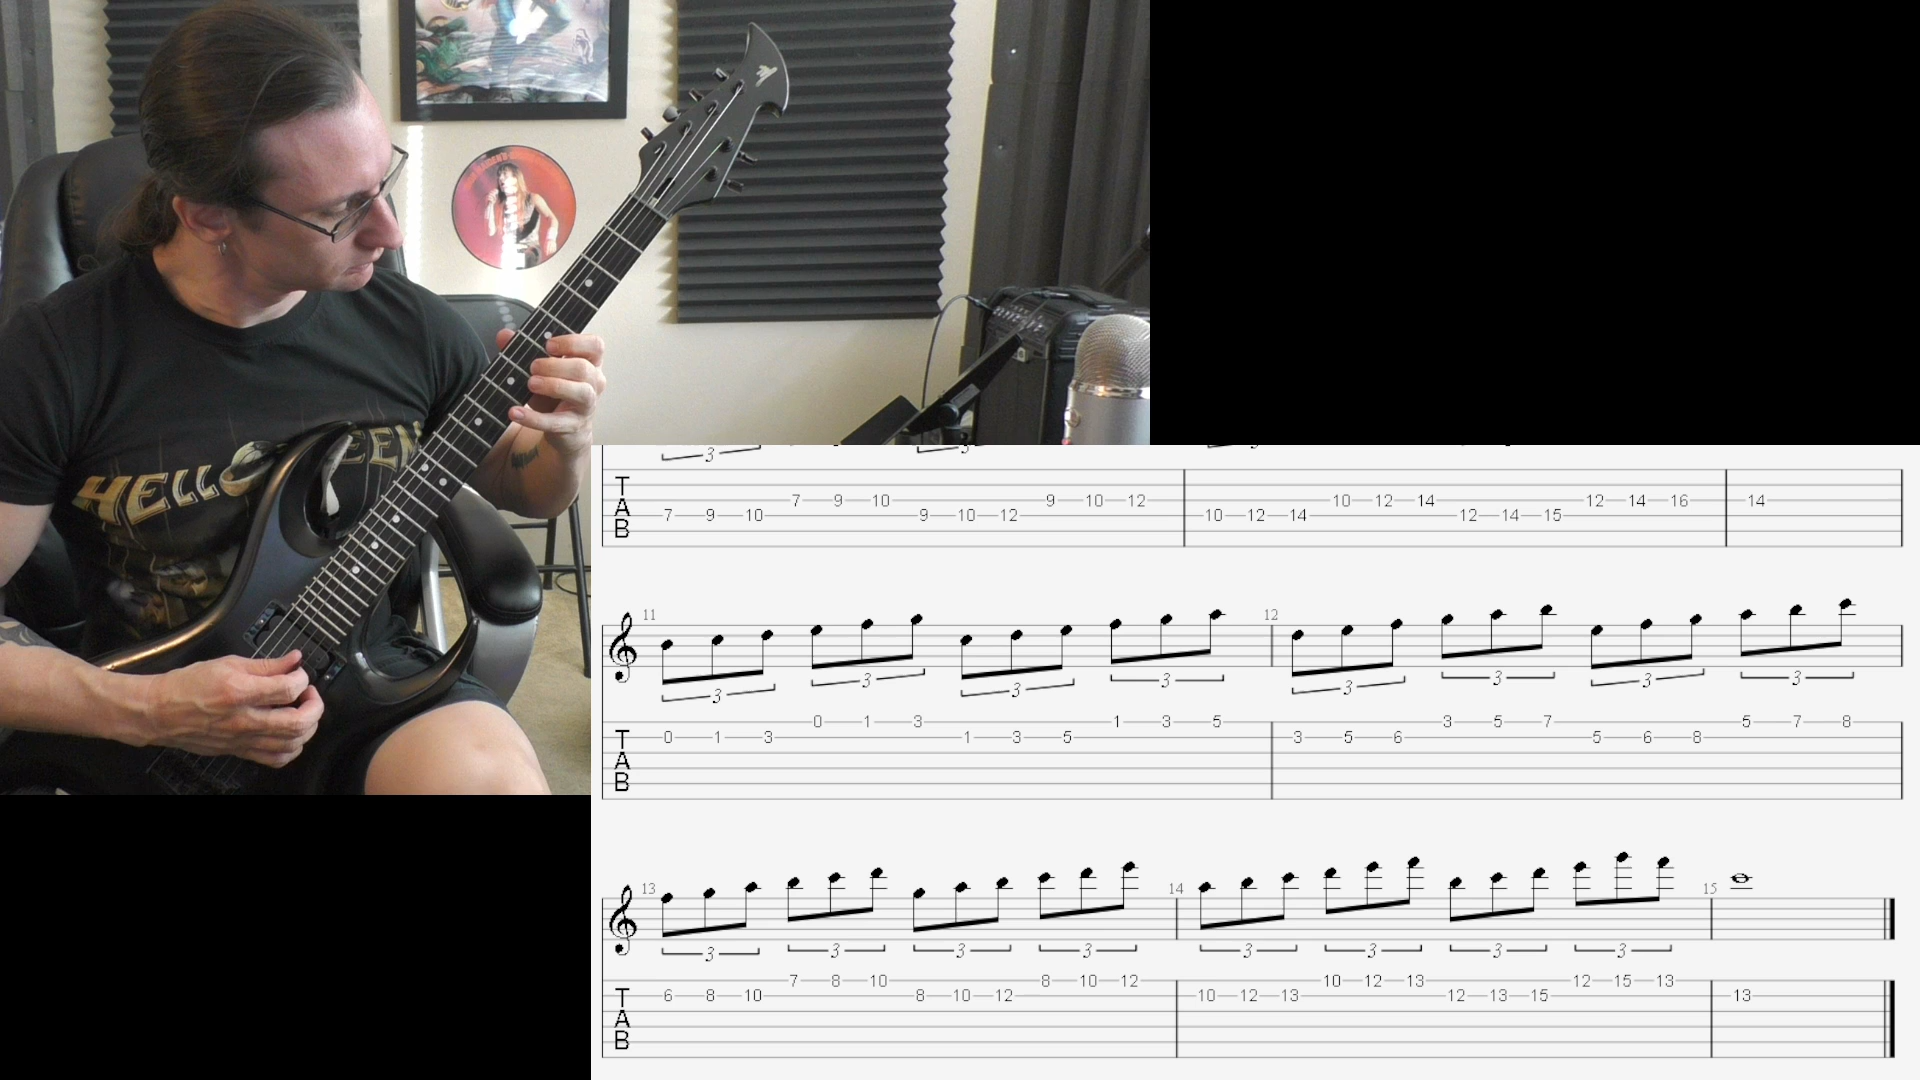 HELLOWEEN
3 3 3
T A B
7 9 10 7 9 10 9 10 12 9 10 12 10 12 14 10 12 14 12 14 15 12 14 16 14
11 12
3 3 3 3 3 3 3 3
T A B
0 1 3 0 1 3 1 3 5 1 3 5 3 5 6 3 5 7 5 6 8 5 7 8
13 14 15
3 3 3 3 3 3 3 3
T A B
6 8 10 7 8 10 8 10 12 8 10 12 10 12 13 10 12 13 12 13 15 12 15 13 13